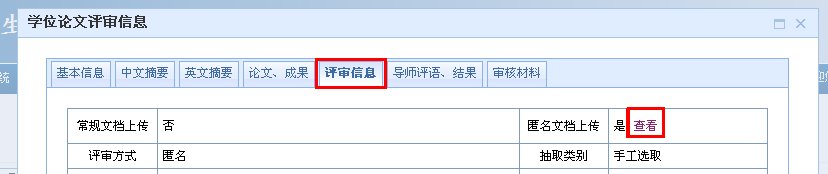 生
学位论文评审信息
统
基本信息 中文摘要 英文摘要 论文、成果 评审信息 导师评语、结果 审核材料
常规文档上传 否 匿名文档上传 是 查看
评审方式 匿名 抽取类别 手工选取